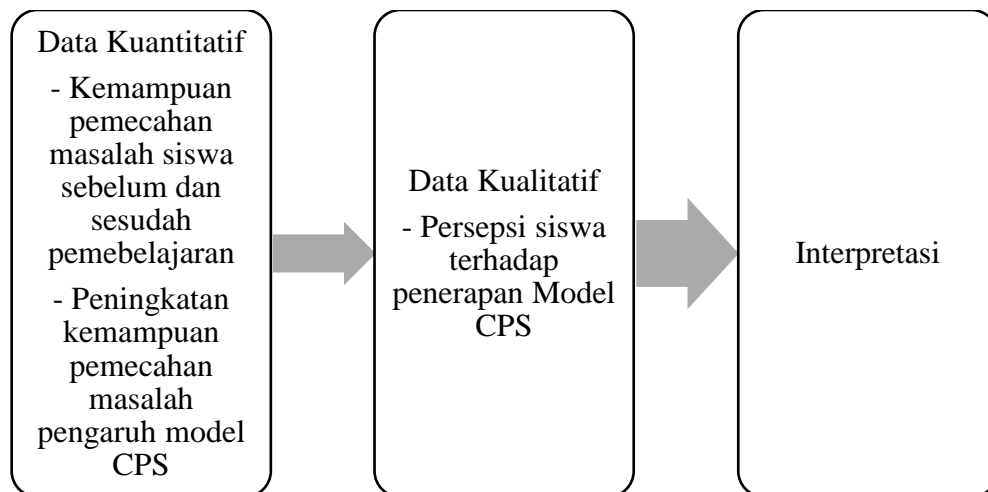 Data Kuantitatif
- Kemampuan
pemecahan
masalah siswa
sebelum dan
sesudah
pemebelajaran
- Peningkatan
kemampuan
pemecahan
masalah
pengaruh model
CPS
Data Kualitatif
- Persepsi siswa
terhadap
penerapan Model
CPS
Interpretasi